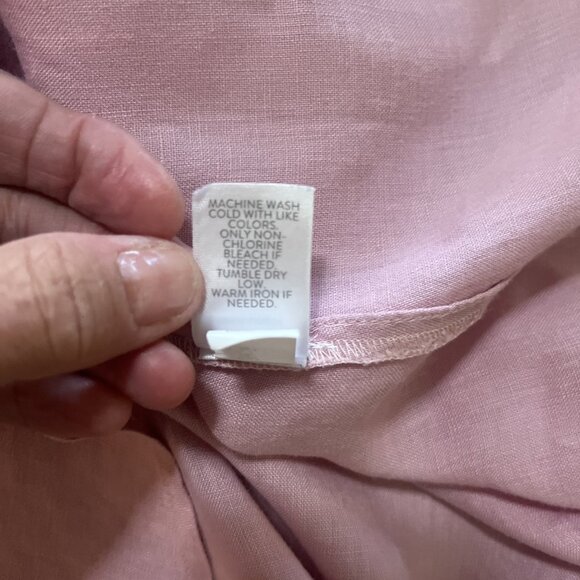 MACHINE WASH
COLD WITH LIKE
COLORS.
ONLY NON-
CHLORINE
BLEACH IF
NEEDED.
TUMBLE DRY
LOW.
WARM IRON IF
NEEDED.